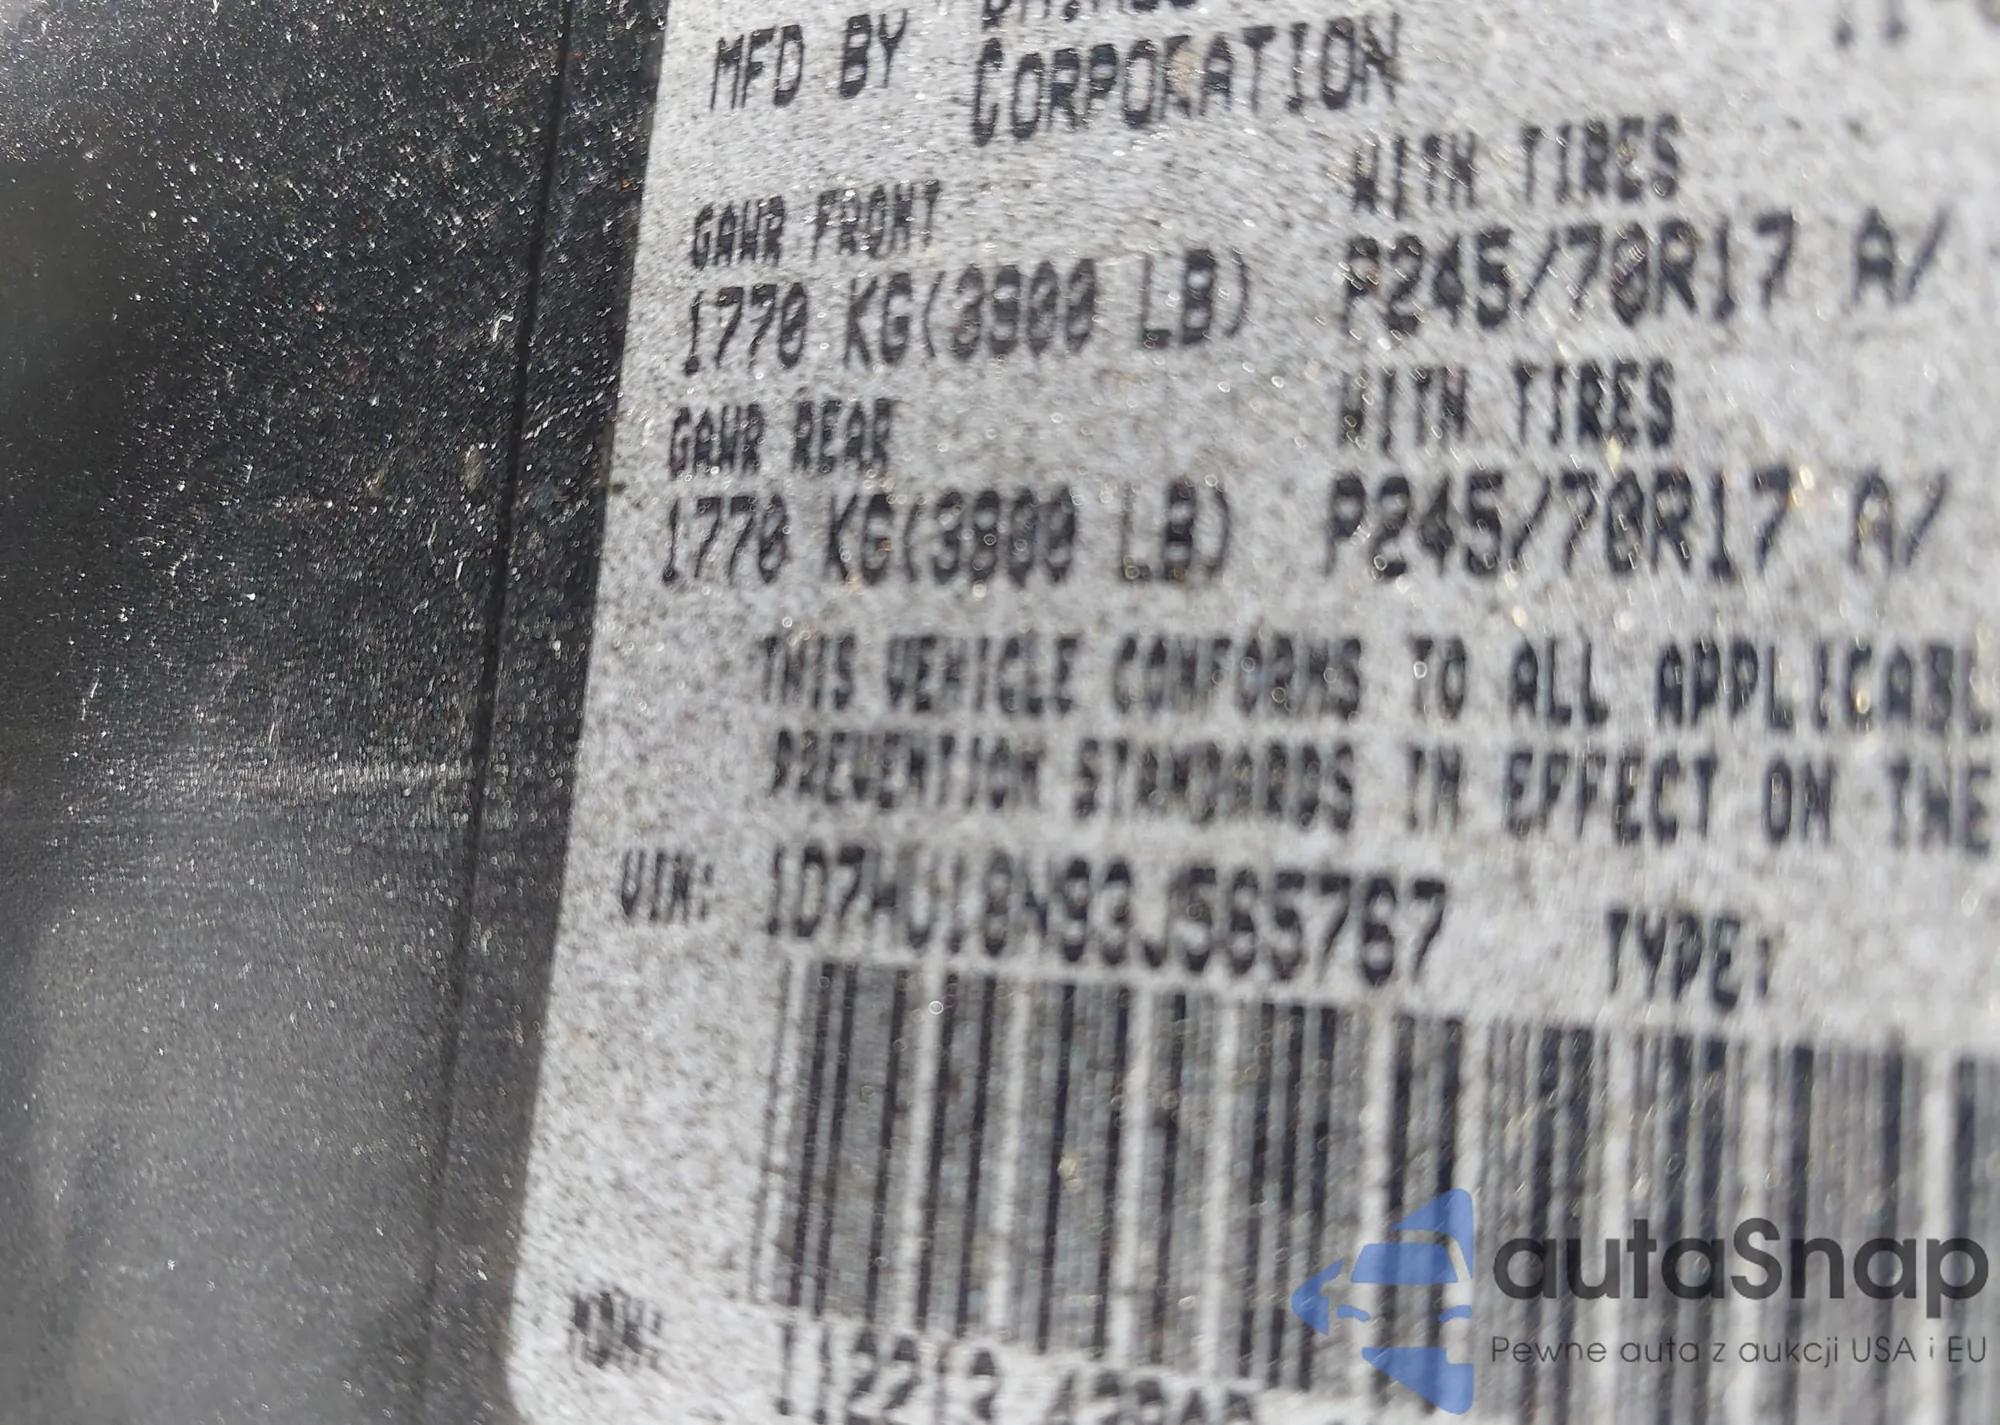 MFD BY
CORPORATION
GAWR FRONT WITH TIRES
1770 KG(3900 LB) P245/70R17 A/
GAWR REAR WITH TIRES
1770 KG(3900 LB) P245/70R17 A/
THIS VEHICLE CONFORMS TO ALL APPLICABL
PREVENTION STANDARDS IN EFFECT ON THE
VIN: 1D7HU18N93J565767 TYPE:
MDH:
autaSnap
Pewne auta z aukcji USA i EU